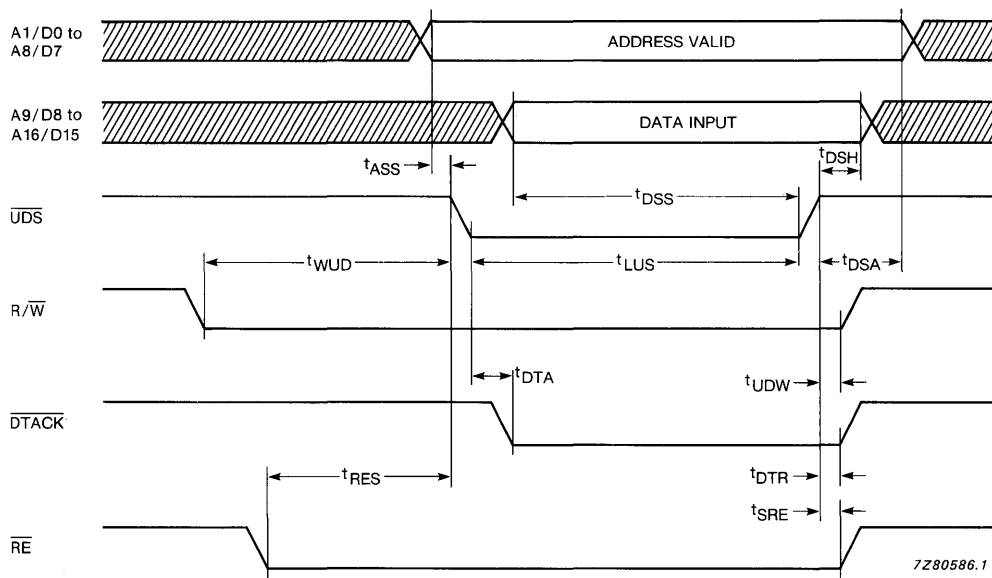 A1/D0 to
A8/D7
ADDRESS VALID
A9/D8 to
A16/D15
DATA INPUT
tASS
tDSH
UDS
tDSS
tWUD
tLUS
tDSA
R/W
tDTA
tUDW
DTACK
tRES
tDTR
tSRE
RE
7Z80586.1